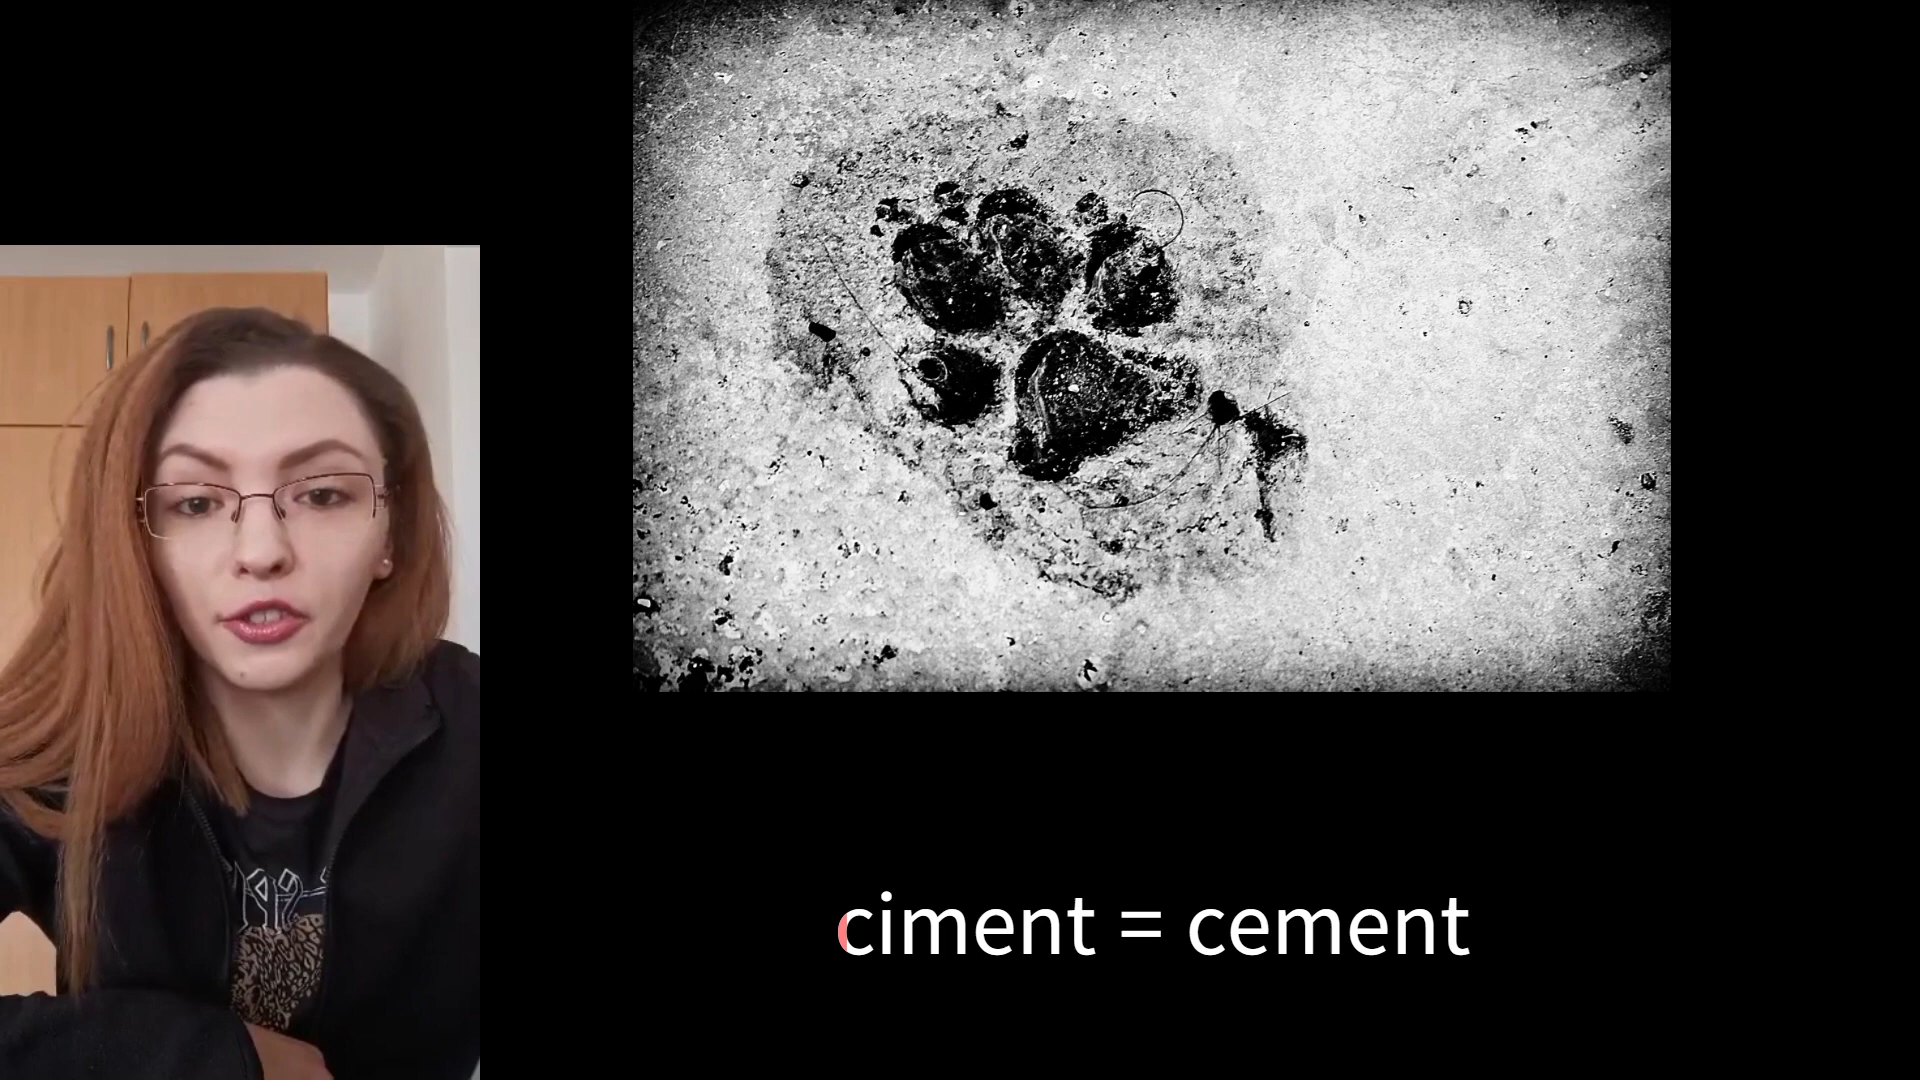 ciment = cement